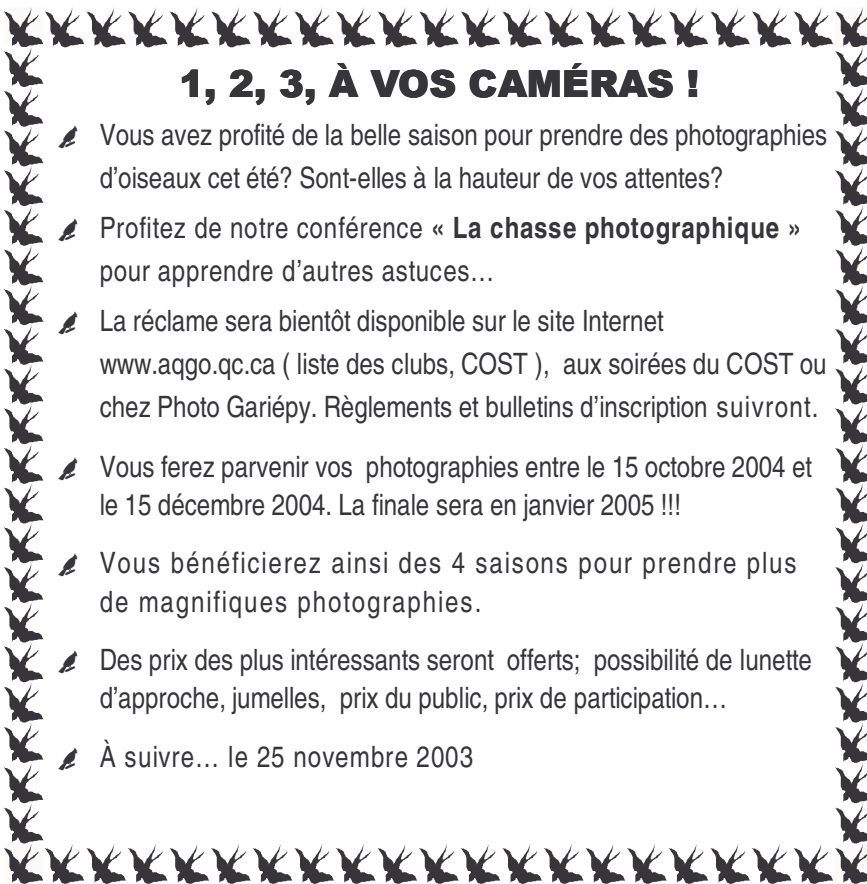 1, 2, 3, À VOS CAMÉRAS !
Vous avez profité de la belle saison pour prendre des photographies
d’oiseaux cet été? Sont-elles à la hauteur de vos attentes?
Profitez de notre conférence « La chasse photographique »
pour apprendre d’autres astuces…
La réclame sera bientôt disponible sur le site Internet
www.aqgo.qc.ca ( liste des clubs, COST ), aux soirées du COST ou
chez Photo Gariépy. Règlements et bulletins d’inscription suivront.
Vous ferez parvenir vos photographies entre le 15 octobre 2004 et
le 15 décembre 2004. La finale sera en janvier 2005 !!!
Vous bénéficierez ainsi des 4 saisons pour prendre plus
de magnifiques photographies.
Des prix des plus intéressants seront offerts; possibilité de lunette
d’approche, jumelles, prix du public, prix de participation…
À suivre… le 25 novembre 2003